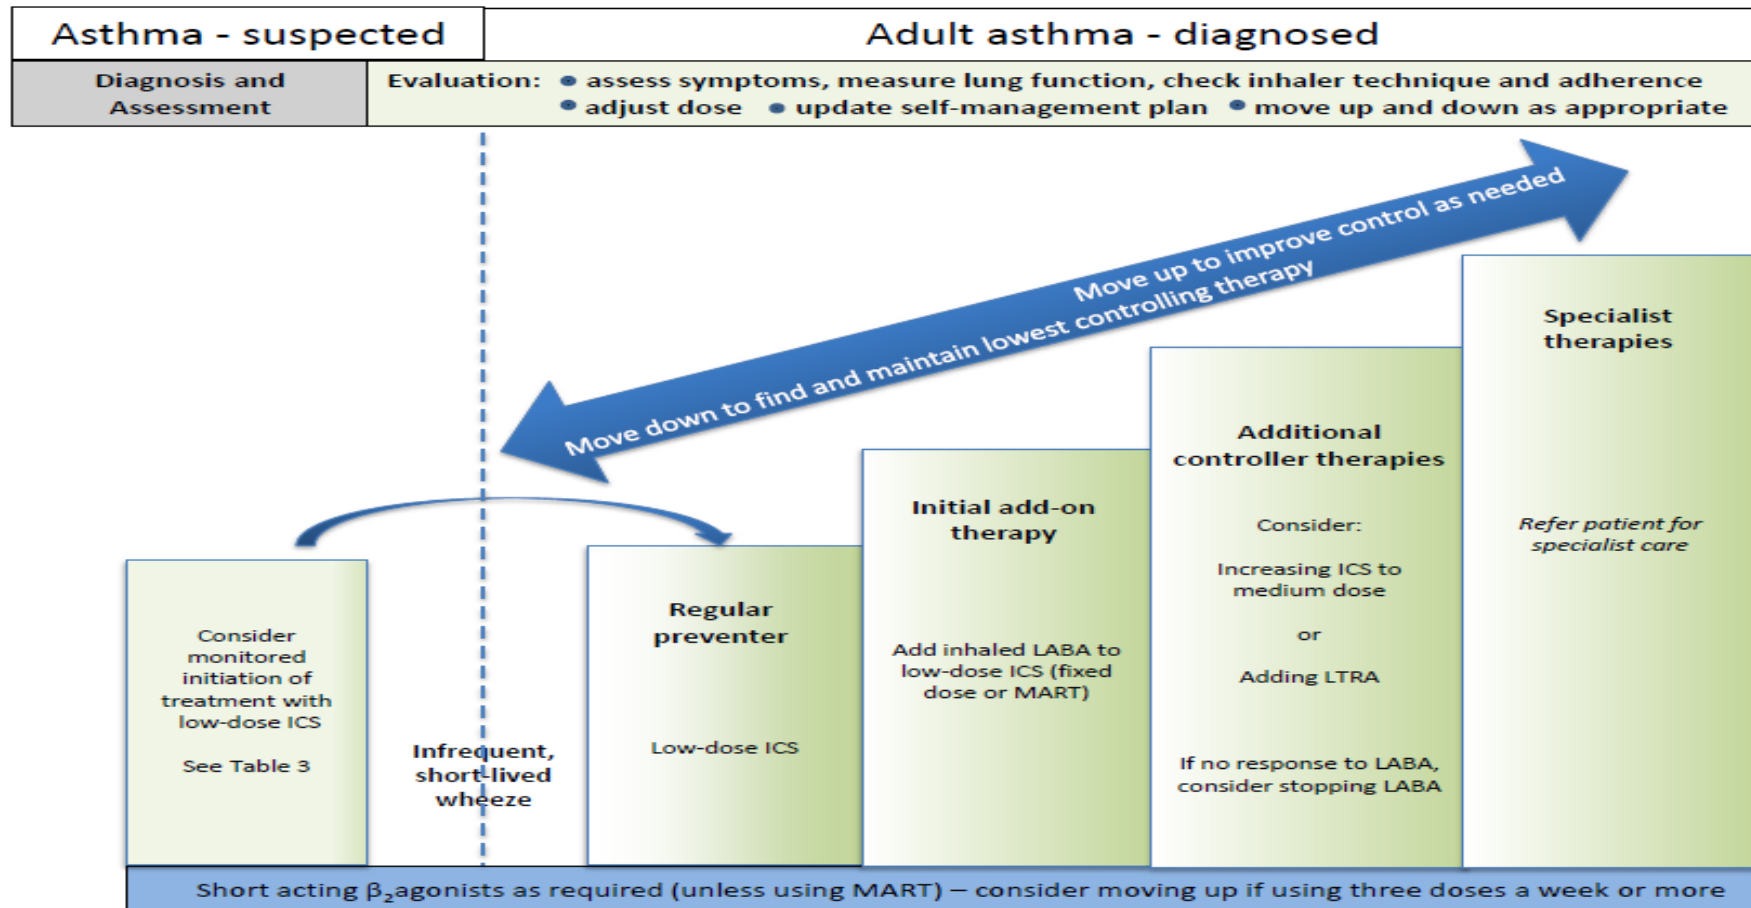 Asthma - suspected
Adult asthma - diagnosed
Diagnosis and
Assessment
Evaluation: • assess symptoms, measure lung function, check inhaler technique and adherence
• adjust dose • update self-management plan • move up and down as appropriate
Move up to improve control as needed
Move down to find and maintain lowest controlling therapy
Consider
monitored
initiation of
treatment with
low-dose ICS
See Table 3
Infrequent,
short-lived
wheeze
Regular
preventer
Low-dose ICS
Initial add-on
therapy
Add inhaled LABA to
low-dose ICS (fixed
dose or MART)
Additional
controller therapies
Consider:
Increasing ICS to
medium dose
or
Adding LTRA
If no response to LABA,
consider stopping LABA
Specialist
therapies
Refer patient for
specialist care
Short acting β₂agonists as required (unless using MART) – consider moving up if using three doses a week or more